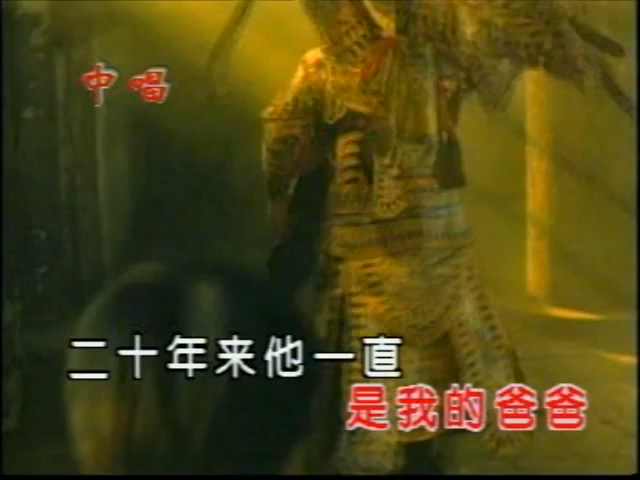 中唱
二十年来他一直
是我的爸爸